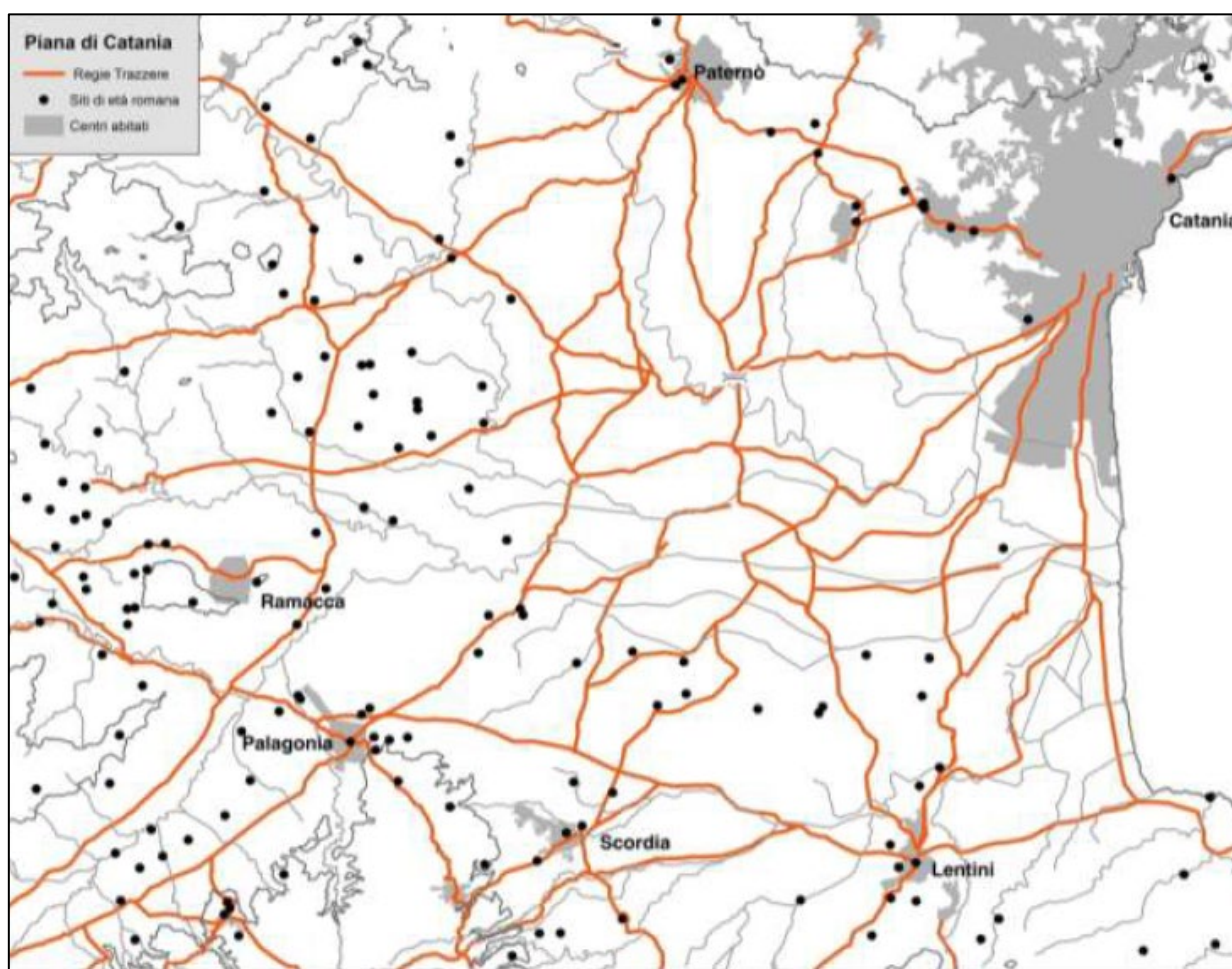 Piana di Catania
Regie Trazzere
Siti di età romana
Centri abitati
Paternò
Catania
Ramacca
Palagonia
Scordia
Lentini